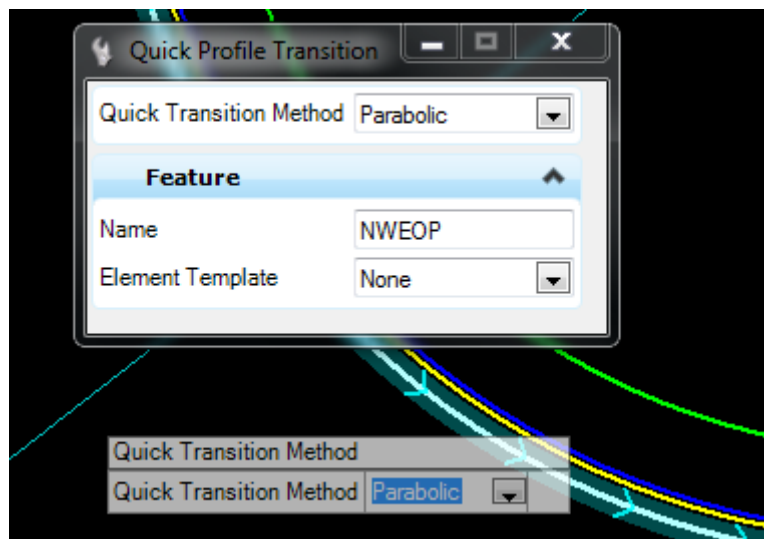 Quick Profile Transition
Quick Transition Method Parabolic
Feature
Name NWEOP
Element Template None
Quick Transition Method
Quick Transition Method Parabolic